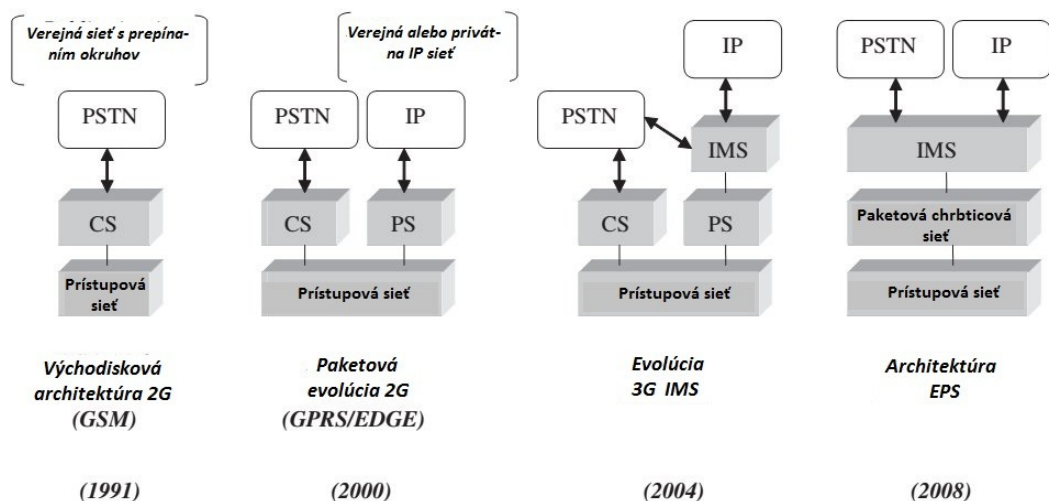 Verejná sieť s prepína-
ním okruhov
Verejná alebo privát-
na IP sieť
PSTN
CS
Prístupová
sieť
Východisková
architektúra 2G
(GSM)
(1991)
PSTN
IP
CS
PS
Prístupová sieť
Paketová
evolúcia 2G
(GPRS/EDGE)
(2000)
IP
PSTN
IMS
CS
PS
Prístupová sieť
Evolúcia
3G IMS
(2004)
PSTN
IP
IMS
Paketová chrbticová
sieť
Prístupová sieť
Architektúra
EPS
(2008)